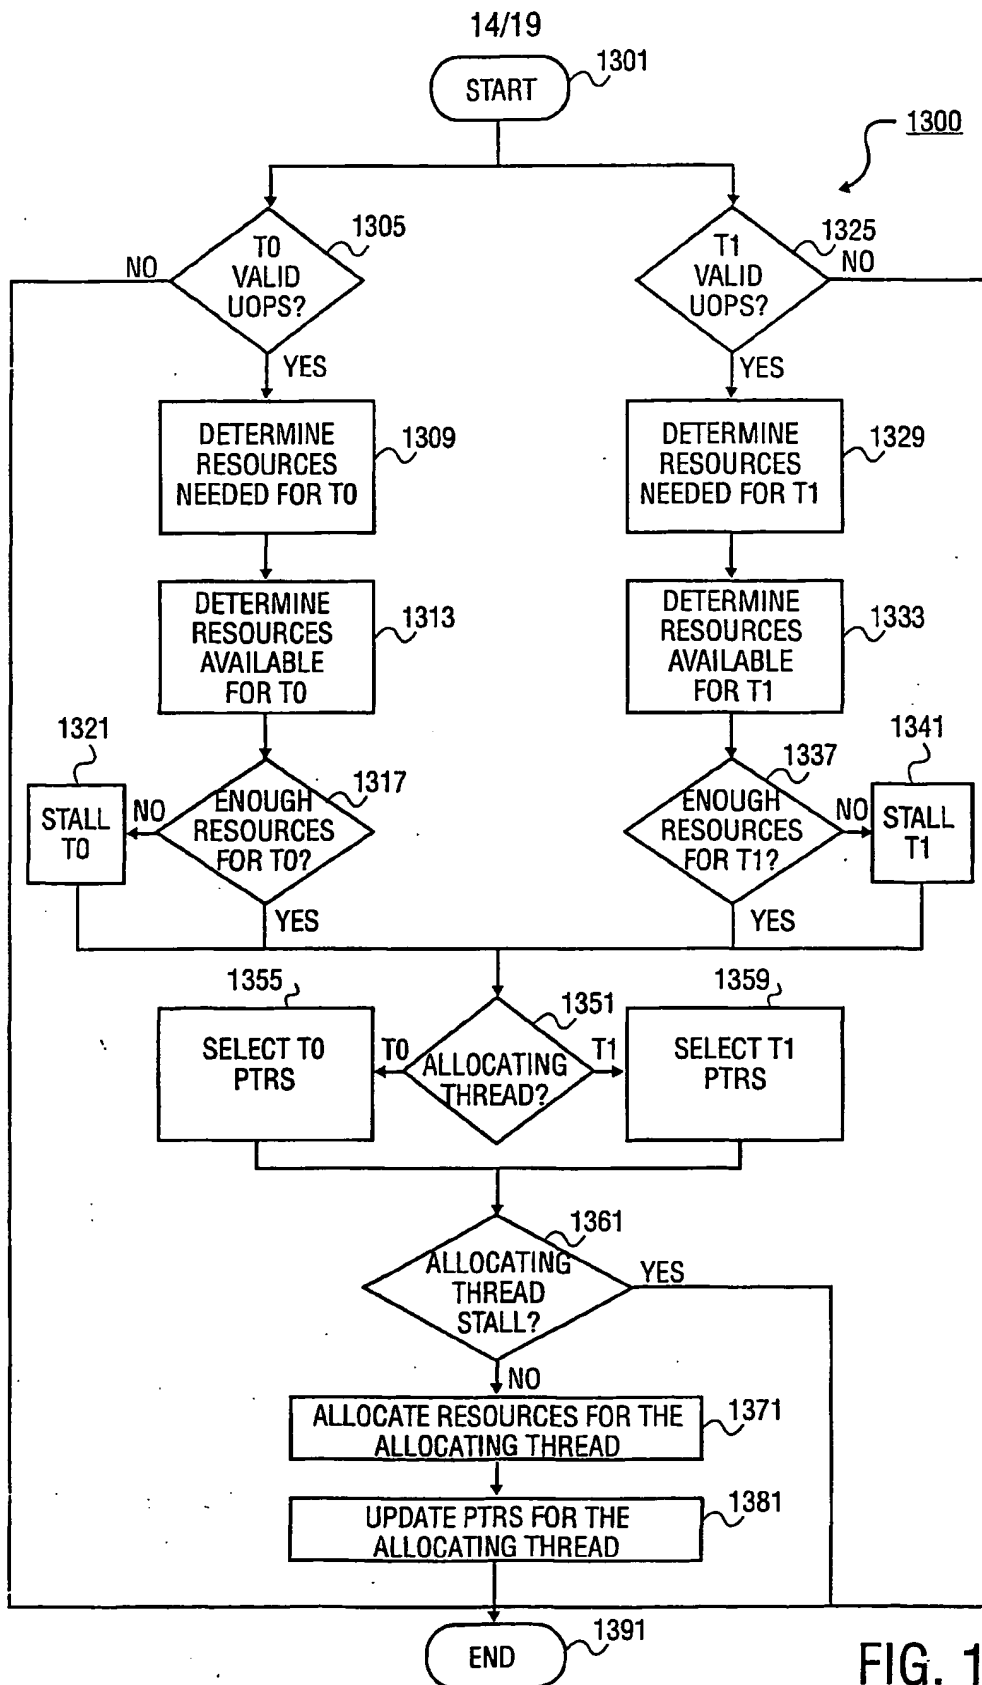 14/19
START
1301
1300
T0
VALID
UOPS?
1305
NO
YES
T1
VALID
UOPS?
1325
NO
YES
DETERMINE
RESOURCES
NEEDED FOR T0
1309
DETERMINE
RESOURCES
NEEDED FOR T1
1329
DETERMINE
RESOURCES
AVAILABLE
FOR T0
1313
DETERMINE
RESOURCES
AVAILABLE
FOR T1
1333
1321
STALL
T0
NO
ENOUGH
RESOURCES
FOR T0?
1317
YES
ENOUGH
RESOURCES
FOR T1?
1337
NO
YES
1341
STALL
T1
1355
SELECT T0
PTRS
T0
ALLOCATING
THREAD?
1351
T1
1359
SELECT T1
PTRS
ALLOCATING
THREAD
STALL?
1361
YES
NO
ALLOCATE RESOURCES FOR THE
ALLOCATING THREAD
1371
UPDATE PTRS FOR THE
ALLOCATING THREAD
1381
END
1391
FIG. 1